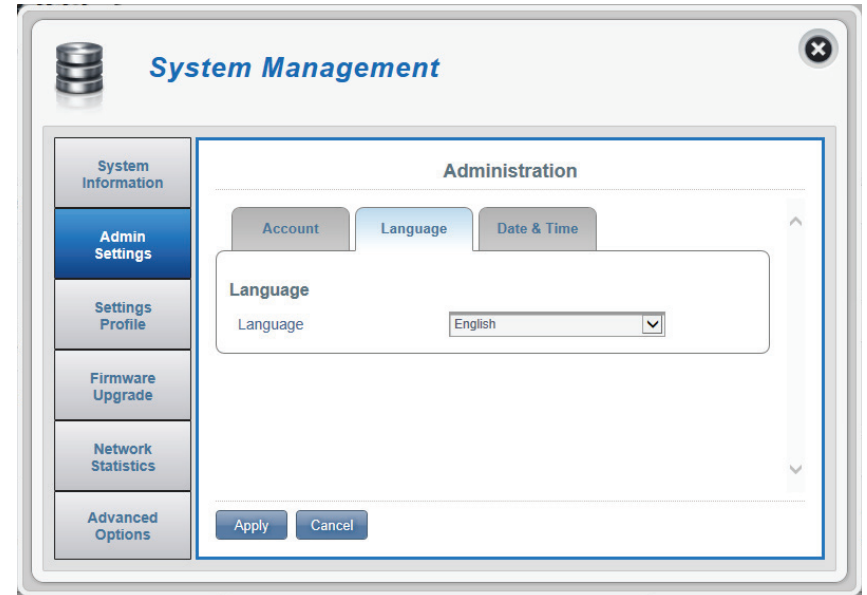 System Management
System
Information
Admin
Settings
Settings
Profile
Firmware
Upgrade
Network
Statistics
Advanced
Options
Administration
Account
Language
Date & Time
Language
Language
English
Apply
Cancel